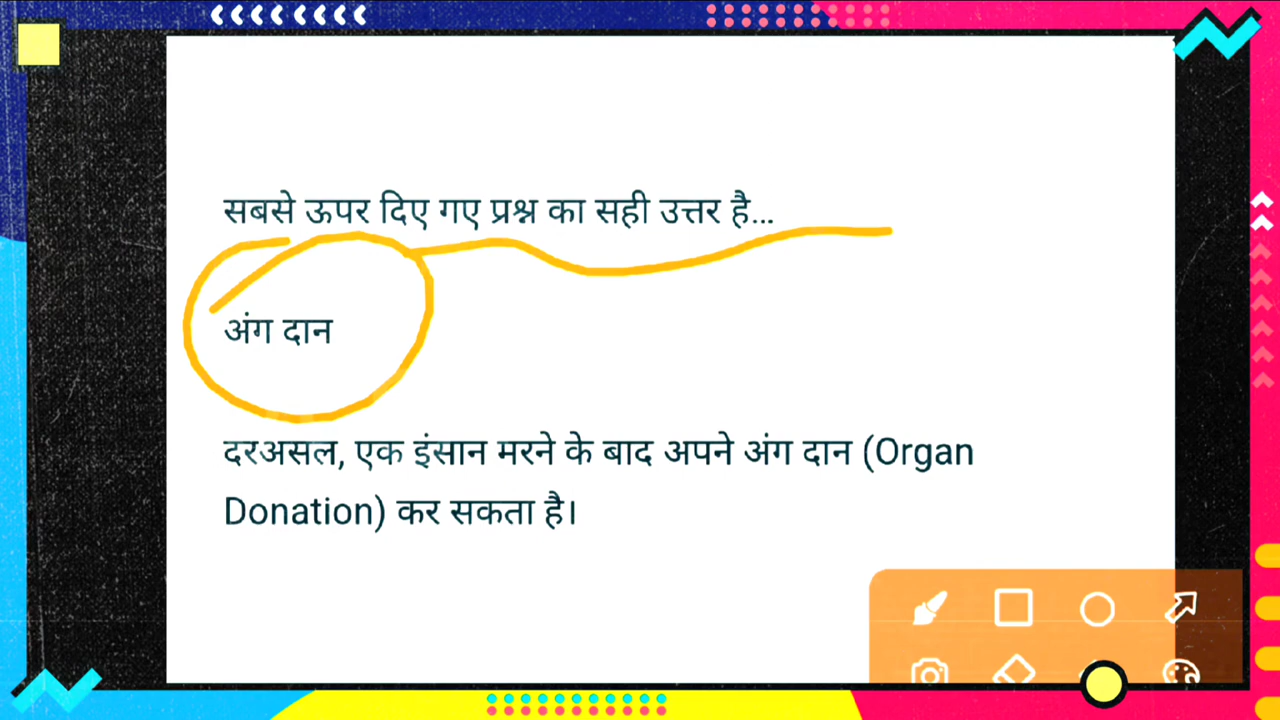 सबसे ऊपर दिए गए प्रश्न का सही उत्तर है...
अंग दान
दरअसल, एक इंसान मरने के बाद अपने अंग दान (Organ
Donation) कर सकता है।